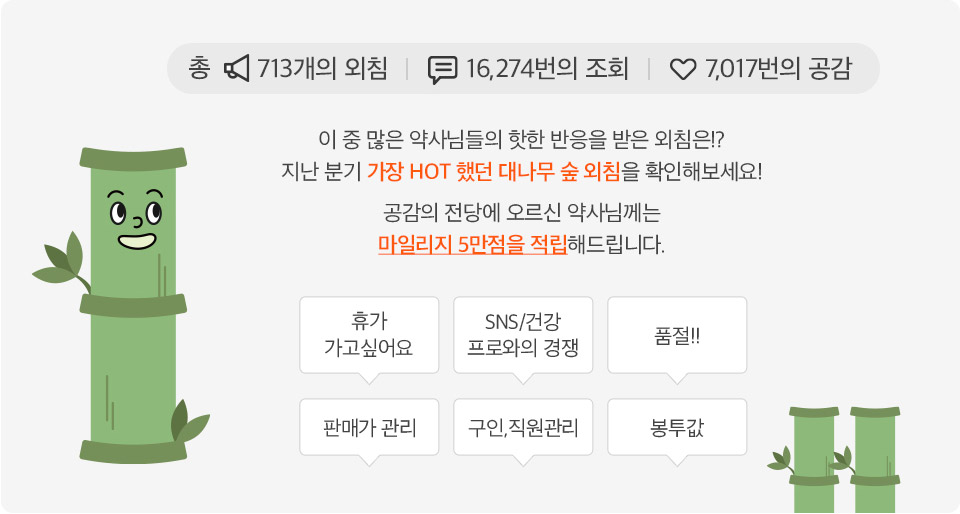 총 713개의 외침 | 16,274번의 조회 | 7,017번의 공감
이 중 많은 약사님들의 핫한 반응을 받은 외침은!?
지난 분기 가장 HOT 했던 대나무 숲 외침을 확인해보세요!
공감의 전당에 오르신 약사님께는
마일리지 5만점을 적립해드립니다.
휴가
가고싶어요
SNS/건강
프로와의 경쟁
품절!!
판매가 관리
구인,직원관리
봉투값